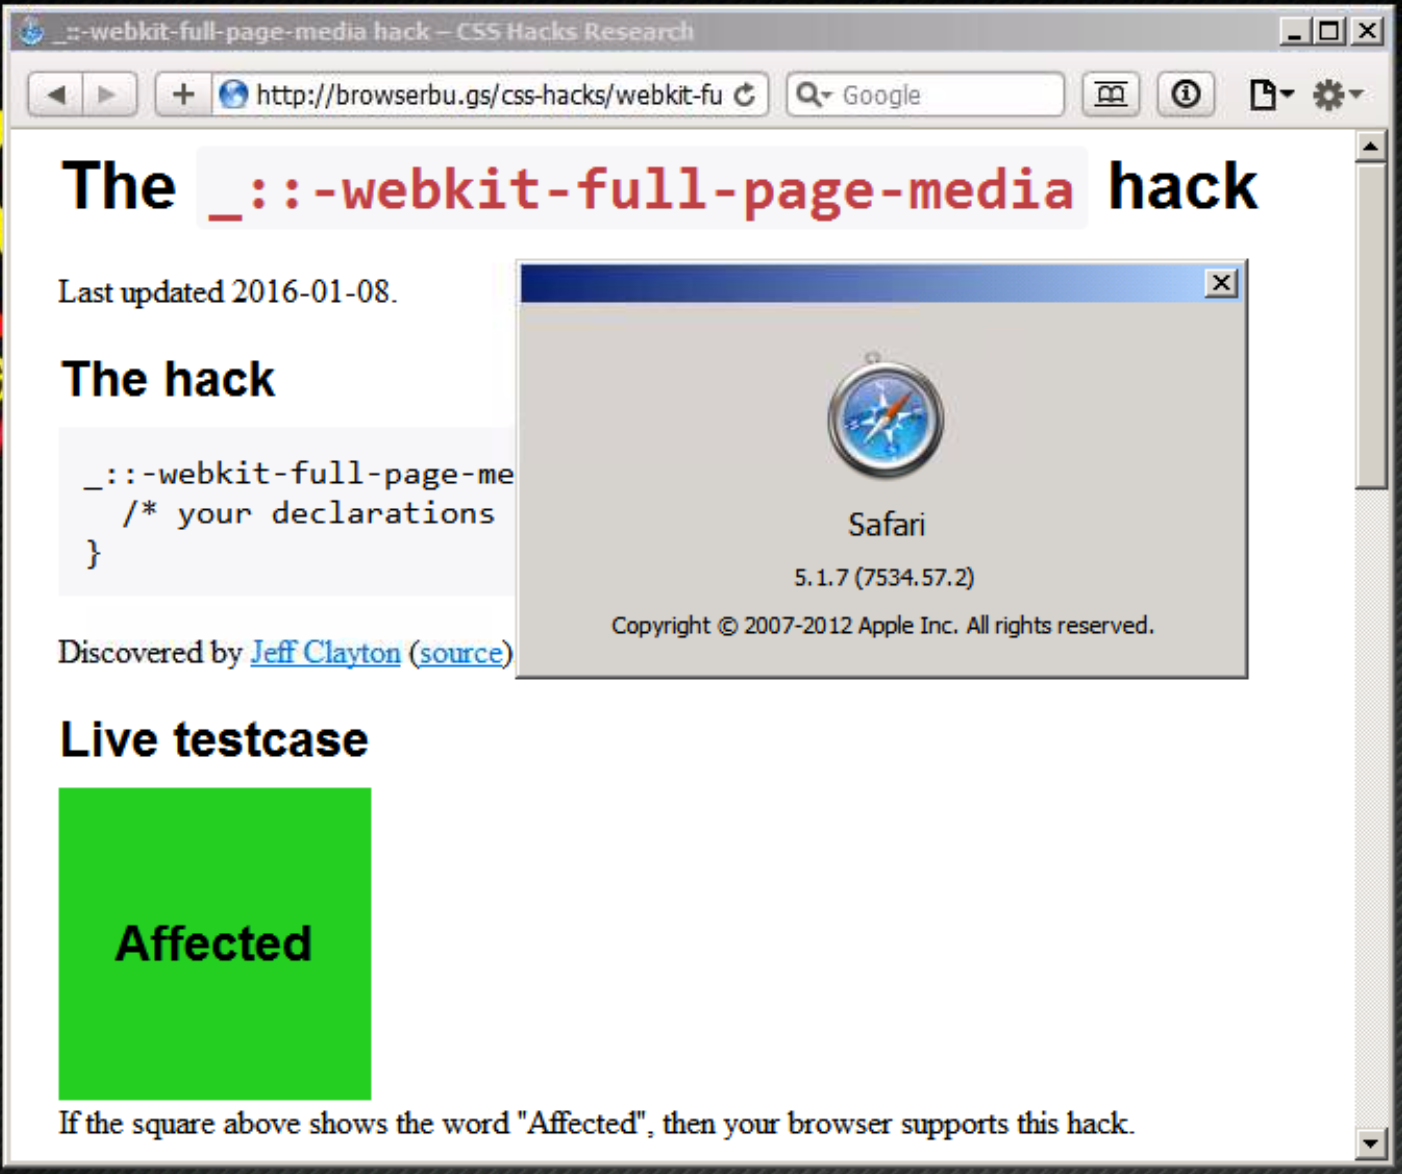 _::-webkit-full-page-media hack – CSS Hacks Research
http://browserbu.gs/css-hacks/webkit-fu
Google
The _::-webkit-full-page-media hack
Last updated 2016-01-08.
The hack
_::-webkit-full-page-me
/* your declarations
}
Discovered by Jeff Clayton (source)
Safari
5.1.7 (7534.57.2)
Copyright © 2007-2012 Apple Inc. All rights reserved.
Live testcase
Affected
If the square above shows the word "Affected", then your browser supports this hack.